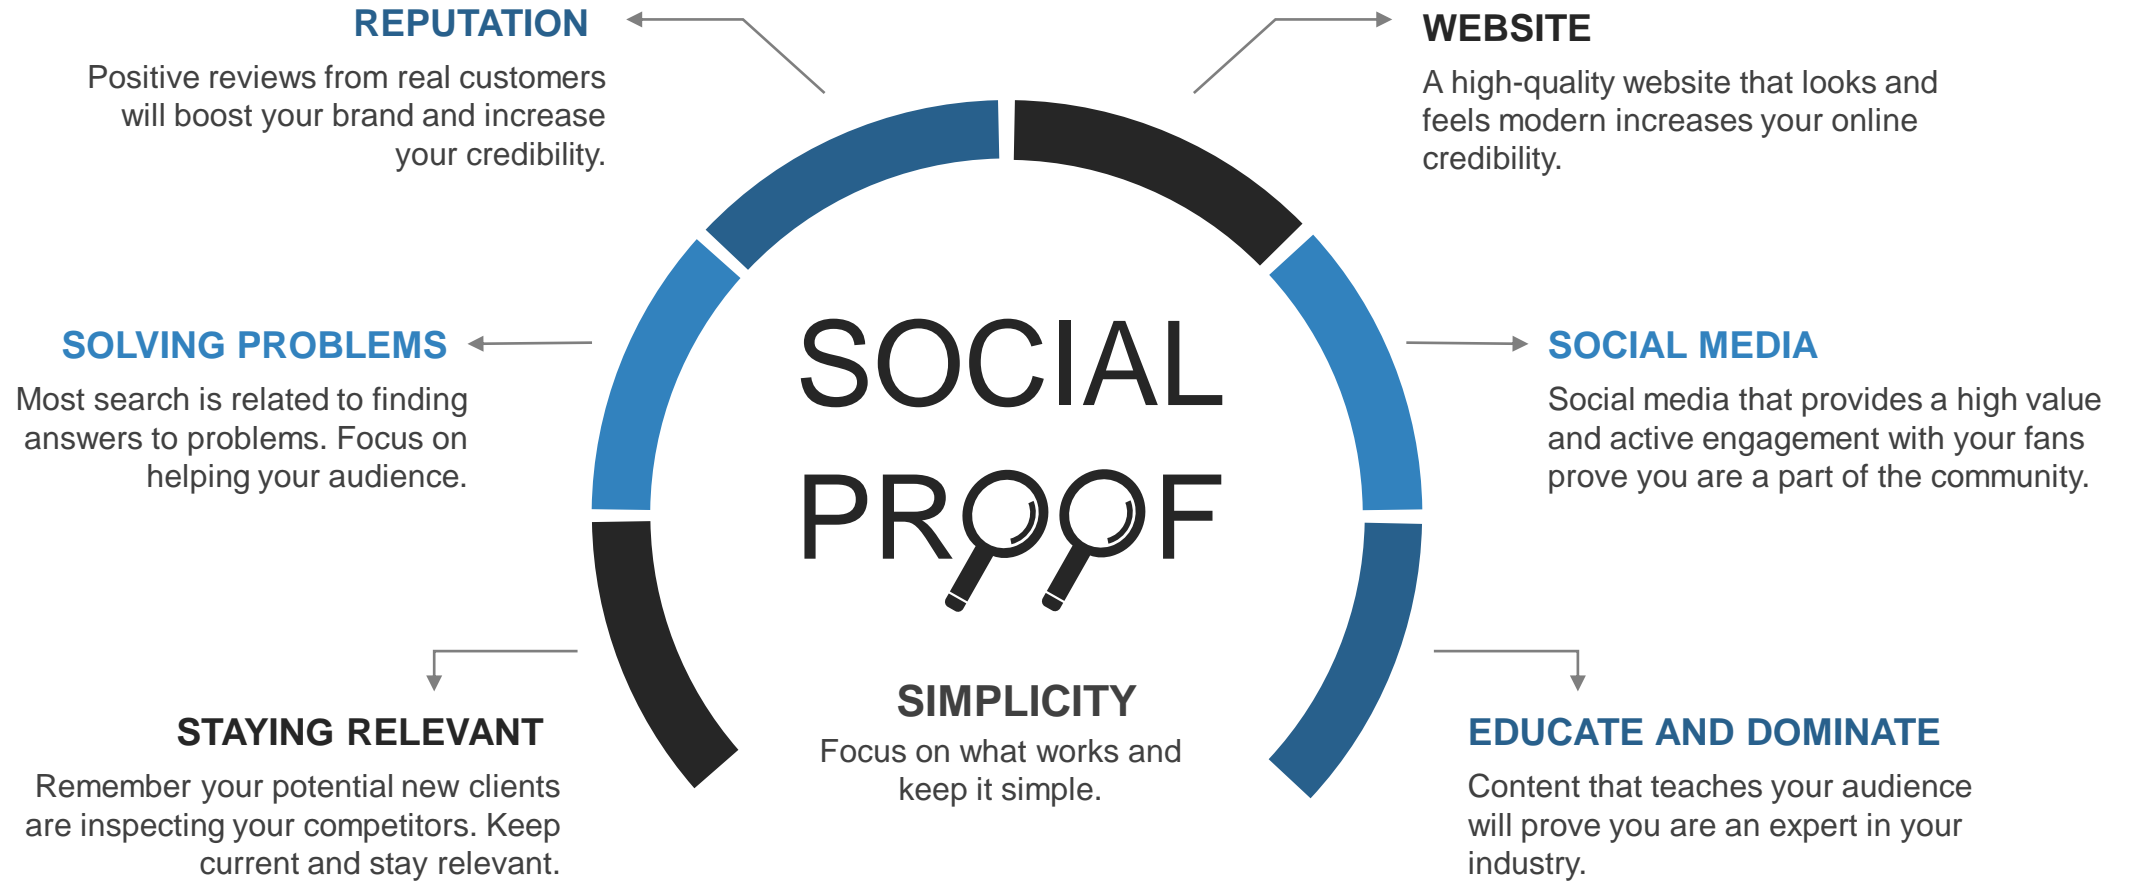 REPUTATION
Positive reviews from real customers
will boost your brand and increase
your credibility.
WEBSITE
A high-quality website that looks and
feels modern increases your online
credibility.
SOLVING PROBLEMS
Most search is related to finding
answers to problems. Focus on
helping your audience.
SOCIAL
PROOF
SOCIAL MEDIA
Social media that provides a high value
and active engagement with your fans
prove you are a part of the community.
STAYING RELEVANT
Remember your potential new clients
are inspecting your competitors. Keep
current and stay relevant.
SIMPLICITY
Focus on what works and
keep it simple.
EDUCATE AND DOMINATE
Content that teaches your audience
will prove you are an expert in your
industry.